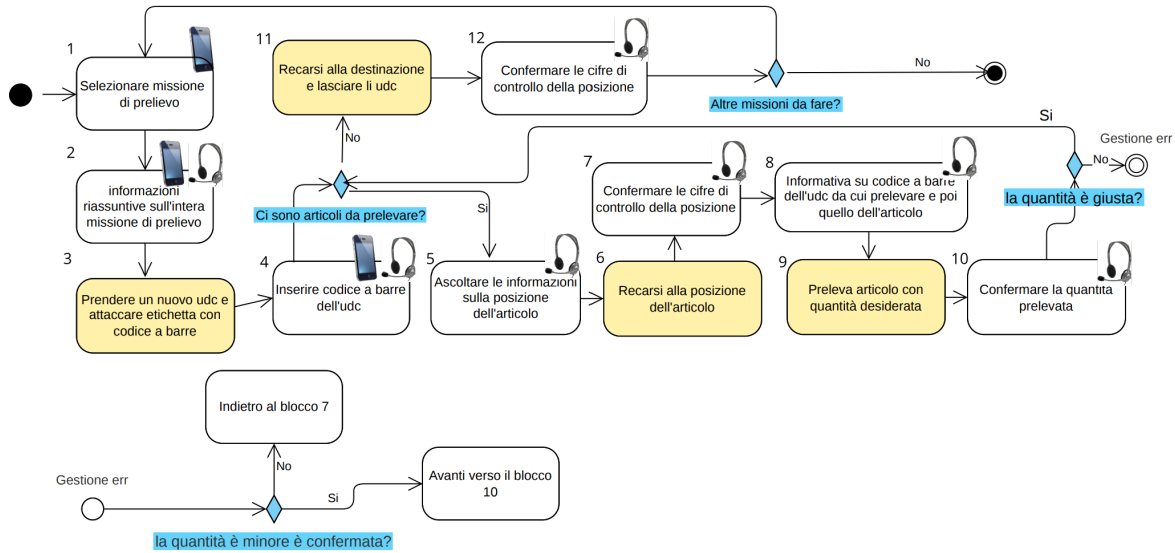 1
Selezionare missione
di prelievo
11
Recarsi alla destinazione
e lasciare li udc
12
Confermare le cifre di
controllo della posizione
No
Altre missioni da fare?
2
informazioni
riassuntive sull'intera
missione di prelievo
No
Ci sono articoli da prelevare?
Si
7
Confermare le cifre di
controllo della posizione
8
Informativa su codice a barre
dell'udc da cui prelevare e poi
quello dell'articolo
Si
Gestione err
No
la quantità è giusta?
3
Prendere un nuovo udc e
attaccare etichetta con
codice a barre
4
Inserire codice a barre
dell'udc
5
Ascoltare le informazioni
sulla posizione
dell'articolo
6
Recarsi alla posizione
dell'articolo
9
Preleva articolo con
quantità desiderata
10
Confermare la quantità
prelevata
Indietro al blocco 7
No
Avanti verso il blocco
10
Gestione err
Si
la quantità è minore è confermata?